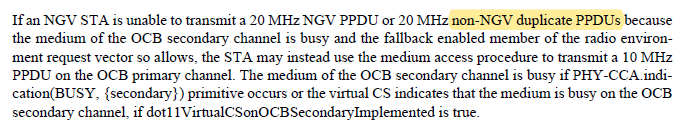 If an NGV STA is unable to transmit a 20 MHz NGV PPDU or 20 MHz non-NGV duplicate PPDUs because
the medium of the OCB secondary channel is busy and the fallback enabled member of the radio environ-
ment request vector so allows, the STA may instead use the medium access procedure to transmit a 10 MHz
PPDU on the OCB primary channel. The medium of the OCB secondary channel is busy if PHY-CCA.indi-
cation(BUSY, {secondary}) primitive occurs or the virtual CS indicates that the medium is busy on the OCB
secondary channel, if dot11VirtualCSonOCBSecondaryImplemented is true.